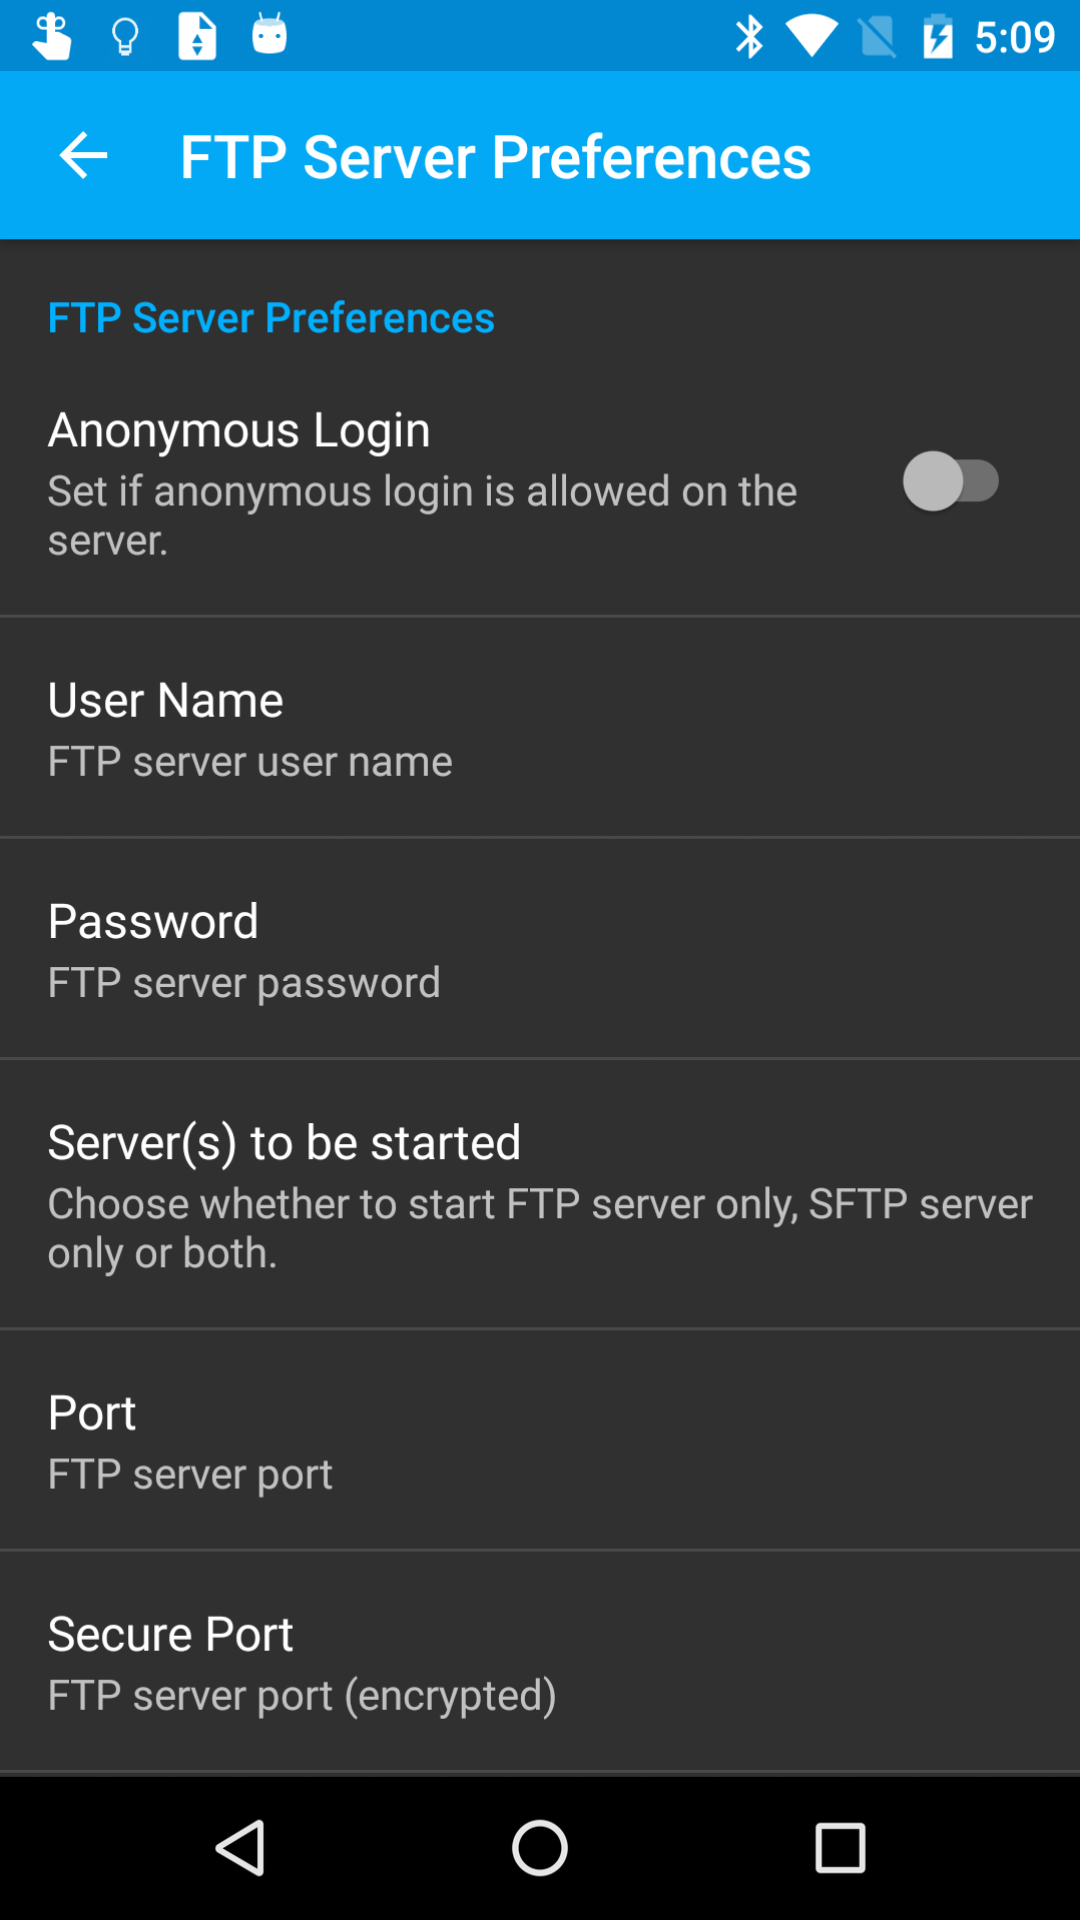 5:09
FTP Server Preferences
FTP Server Preferences
Anonymous Login
Set if anonymous login is allowed on the
server.
User Name
FTP server user name
Password
FTP server password
Server(s) to be started
Choose whether to start FTP server only, SFTP server
only or both.
Port
FTP server port
Secure Port
FTP server port (encrypted)